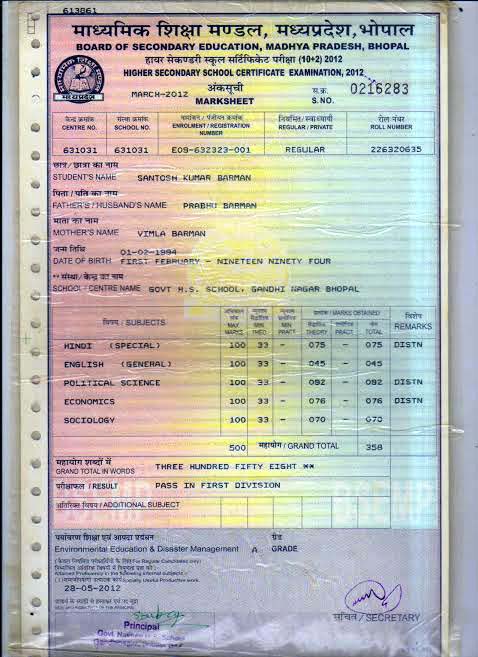 613861
माध्यमिक शिक्षा मण्डल, मध्यप्रदेश, भोपाल
BOARD OF SECONDARY EDUCATION, MADHYA PRADESH, BHOPAL
हायर सेकण्डरी स्कूल सर्टिफिकेट परीक्षा (10+2) 2012
HIGHER SECONDARY SCHOOL CERTIFICATE EXAMINATION, 2012
मध्यप्रदेश
MARCH-2012 अंकसूची स.क्र. 0216283
MARKSHEET S.NO.
केन्द्र क्रमांक संस्था क्रमांक नामांकन / पंजीयन क्रमांक नियमित / स्वाध्यायी रोल नंबर
CENTRE NO. SCHOOL NO. ENROLMENT / REGISTRATION NUMBER REGULAR / PRIVATE ROLL NUMBER
631031 631031 E09-632323-001 REGULAR 226320635
छात्र / छात्रा का नाम
STUDENT'S NAME SANTOSH KUMAR BARMAN
पिता / पति का नाम
FATHER'S / HUSBAND'S NAME PRABHU BARMAN
माता का नाम
MOTHER'S NAME VIMLA BARMAN
जन्म तिथि 01-02-1994
DATE OF BIRTH FIRST FEBRUARY - NINETEEN NINETY FOUR
** संस्था / केन्द्र का नाम
SCHOOL / CENTRE NAME GOVT H.S. SCHOOL, GANDHI NAGAR BHOPAL
विषय / SUBJECTS MAX MARKS MIN THEO. MIN PRACT. प्राप्तांक / MARKS OBTAINED THEORY PRACT. TOTAL विशेष REMARKS
HINDI (SPECIAL) 100 33 - 075 - 075 DISTN
ENGLISH (GENERAL) 100 33 - 045 - 045
POLITICAL SCIENCE 100 33 - 092 - 092 DISTN
ECONOMICS 100 33 - 076 - 076 DISTN
SOCIOLOGY 100 33 - 070 - 070
500 महायोग / GRAND TOTAL 358
महायोग शब्दों में
GRAND TOTAL IN WORDS THREE HUNDRED FIFTY EIGHT **
परीक्षाफल / RESULT PASS IN FIRST DIVISION
अतिरिक्त विषय / ADDITIONAL SUBJECT
पर्यावरण शिक्षा एवं आपदा प्रबंधन ग्रेड
Environmental Education & Disaster Management A GRADE
28-05-2012
Principal
सचिव / SECRETARY